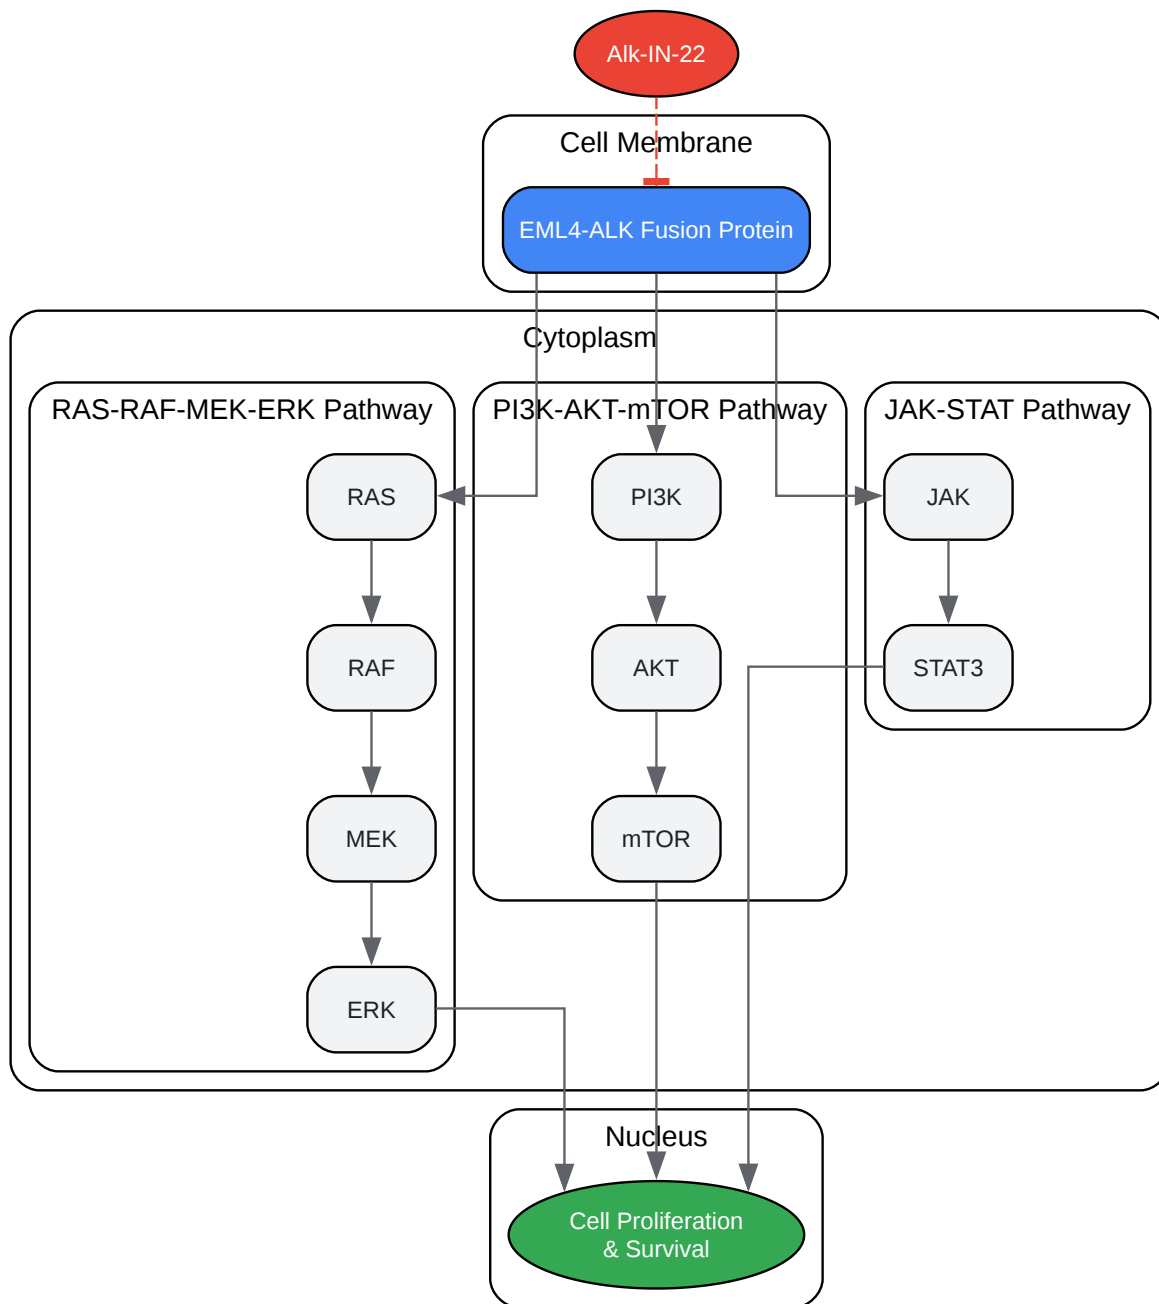 Alk-IN-22
Cell Membrane
EML4-ALK Fusion Protein
Cytoplasm
RAS-RAF-MEK-ERK Pathway
PI3K-AKT-mTOR Pathway
JAK-STAT Pathway
RAS
PI3K
JAK
RAF
AKT
STAT3
MEK
mTOR
ERK
Nucleus
Cell Proliferation
& Survival